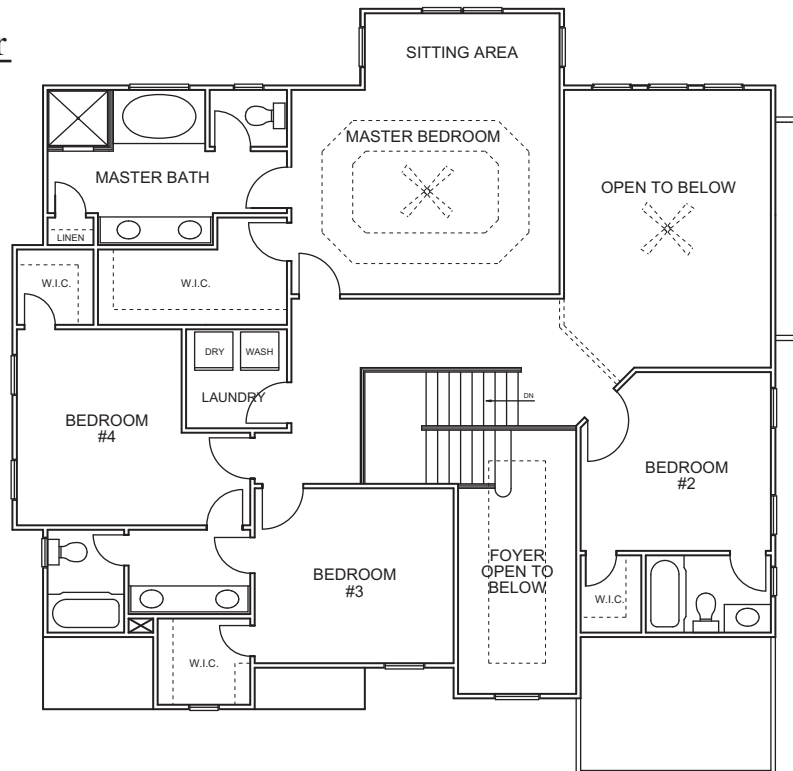 r
SITTING AREA
MASTER BEDROOM
MASTER BATH
OPEN TO BELOW
LINEN
W.I.C.
W.I.C.
DRY
WASH
LAUNDRY
DN
BEDROOM
#4
BEDROOM
#2
FOYER
OPEN TO
BELOW
BEDROOM
#3
W.I.C.
W.I.C.